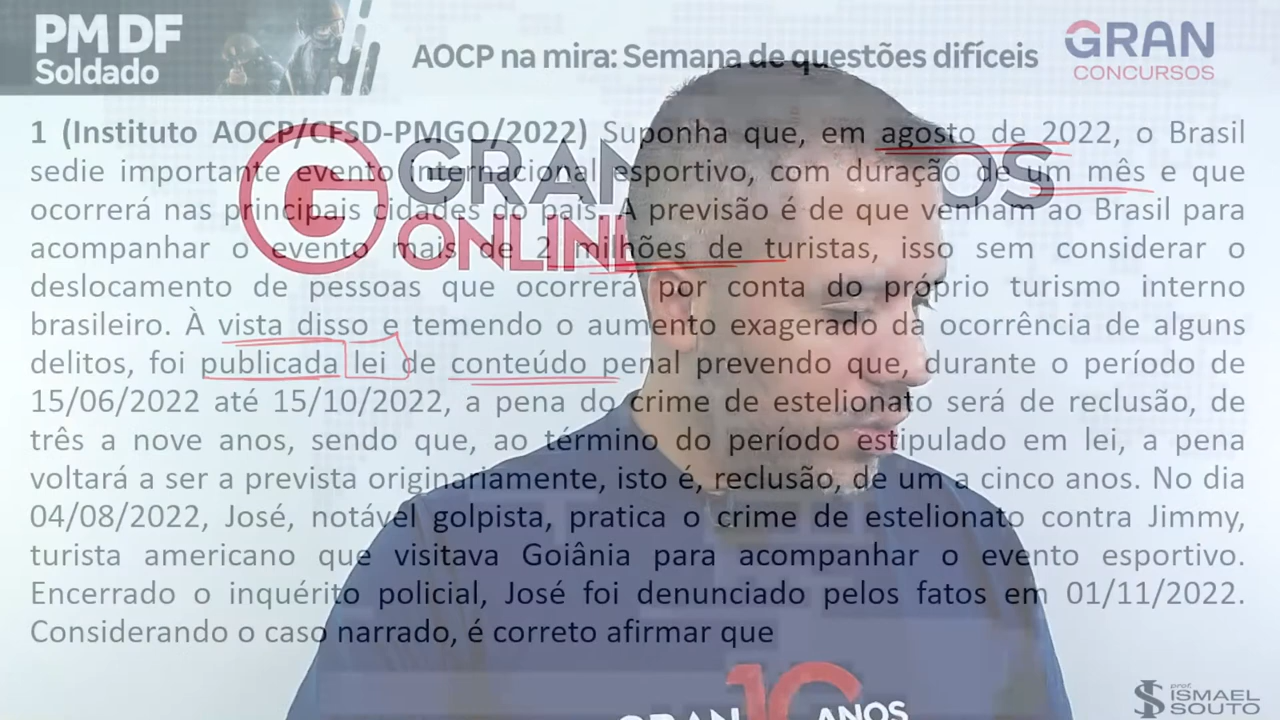 PM DF
Soldado
AOCP na mira: Semana de questões difíceis
GRAN
CONCURSOS
1 (Instituto AOCP/CFSD-PMGO/2022) Suponha que, em agosto de 2022, o Brasil
sedie importante evento internacional esportivo, com duração de um mês e que
ocorrerá nas principais cidades do país. A previsão é de que venham ao Brasil para
acompanhar o evento mais de 2 milhões de turistas, isso sem considerar o
deslocamento de pessoas que ocorrerá por conta do próprio turismo interno
brasileiro. À vista disso e temendo o aumento exagerado da ocorrência de alguns
delitos, foi publicada lei de conteúdo penal prevendo que, durante o período de
15/06/2022 até 15/10/2022, a pena do crime de estelionato será de reclusão, de
três a nove anos, sendo que, ao término do período estipulado em lei, a pena
voltará a ser a prevista originariamente, isto é, reclusão, de um a cinco anos. No dia
04/08/2022, José, notável golpista, pratica o crime de estelionato contra Jimmy,
turista americano que visitava Goiânia para acompanhar o evento esportivo.
Encerrado o inquérito policial, José foi denunciado pelos fatos em 01/11/2022.
Considerando o caso narrado, é correto afirmar que
G GRAN OS
ONLIN
GRAN 10 ANOS
prof.
ISMAEL
SOUTO